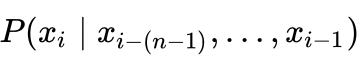 P(x_i | x_{i-(n-1)}, . . . , x_{i-1})